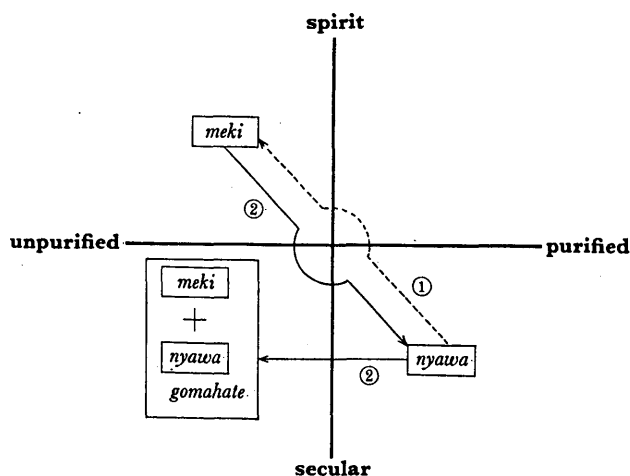 spirit
meki
②
unpurified
purified
meki
①
+
nyawa
nyawa
②
gomahate
secular